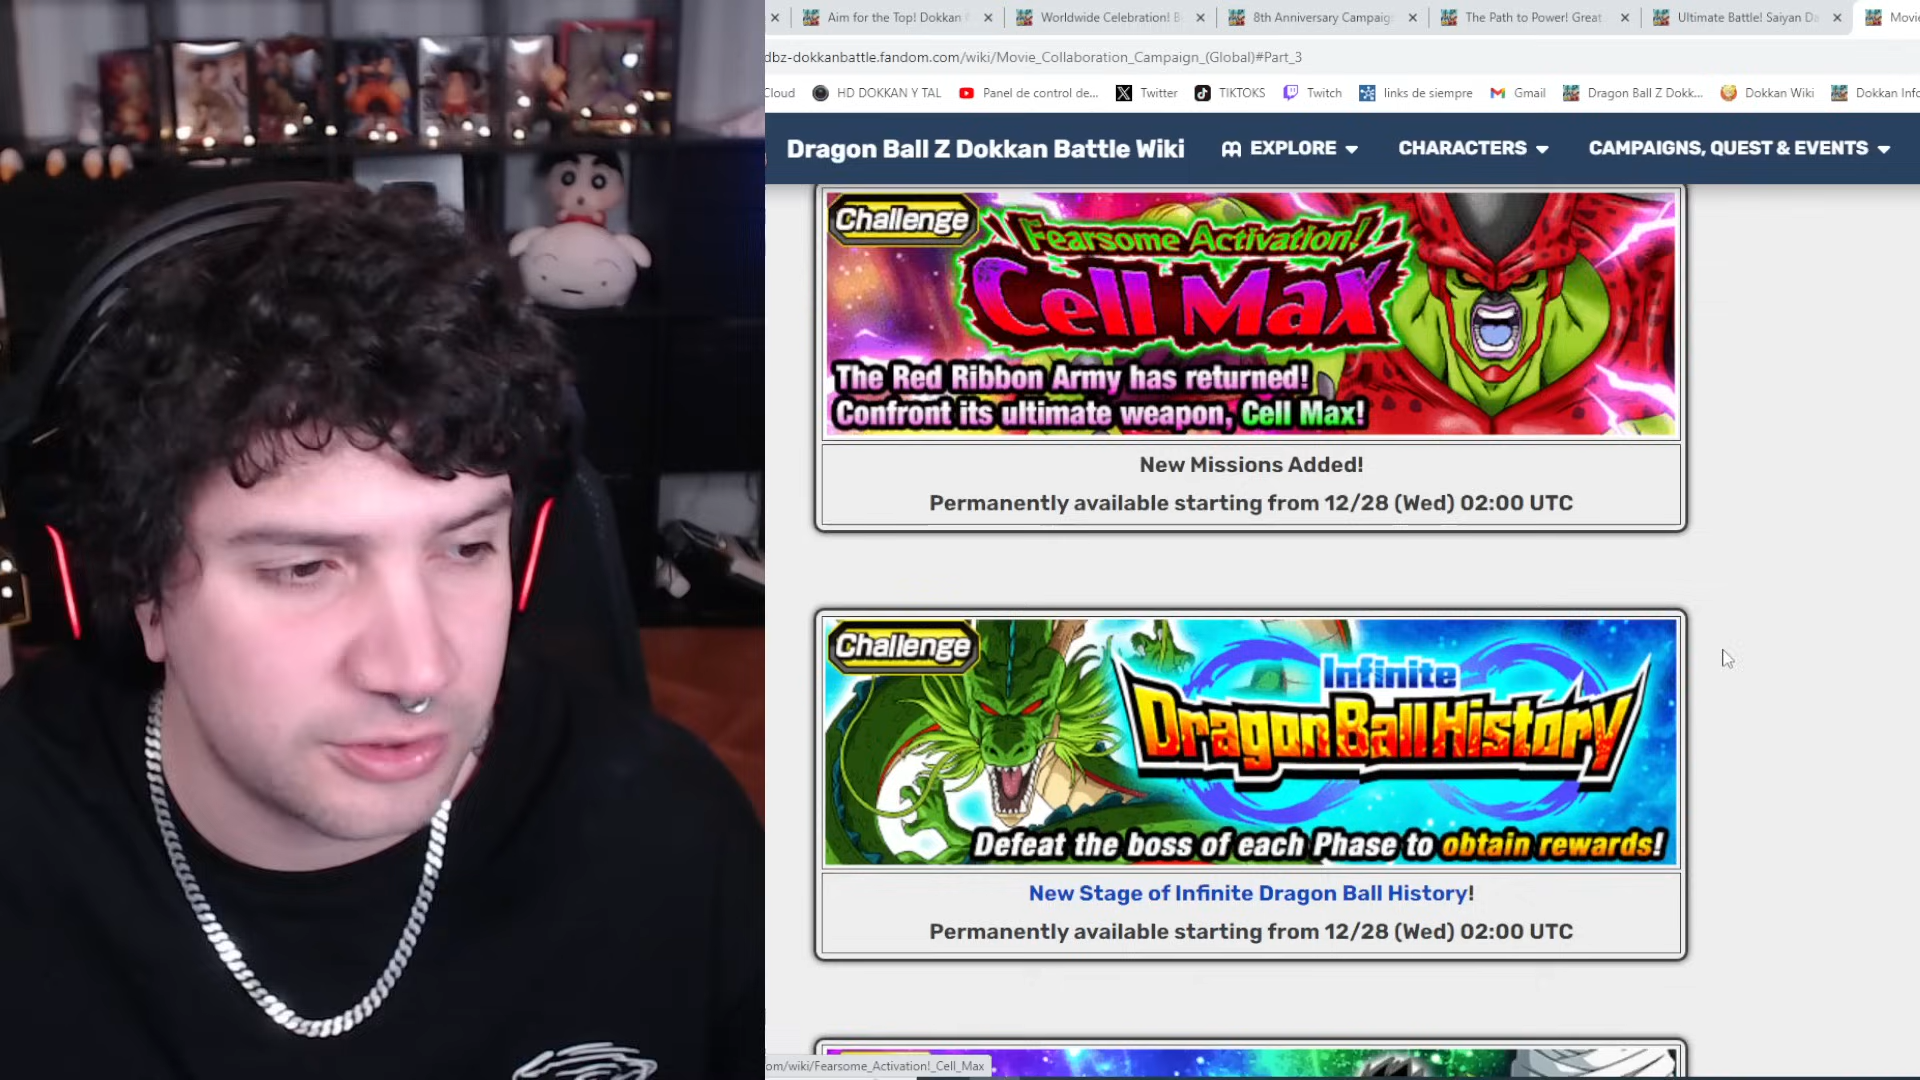 Aim for the Top! Dokkan
Worldwide Celebration!
8th Anniversary Campaig
The Path to Power! Great
Ultimate Battle! Saiyan Da
Movi
dbz-dokkanbattle.fandom.com/wiki/Movie_Collaboration_Campaign_(Global)#Part_3
Cloud
HD DOKKAN Y TAL
Panel de control de...
Twitter
TIKTOKS
Twitch
links de siempre
Gmail
Dragon Ball Z Dokk...
Dokkan Wiki
Dokkan Info
Dragon Ball Z Dokkan Battle Wiki
EXPLORE
CHARACTERS
CAMPAIGNS, QUEST & EVENTS
Challenge
Fearsome Activation!
Cell Max
The Red Ribbon Army has returned!
Confront its ultimate weapon, Cell Max!
New Missions Added!
Permanently available starting from 12/28 (Wed) 02:00 UTC
Challenge
Infinite
Dragon Ball History
Defeat the boss of each Phase to obtain rewards!
New Stage of Infinite Dragon Ball History!
Permanently available starting from 12/28 (Wed) 02:00 UTC
om/wiki/Fearsome_Activation!_Cell_Max